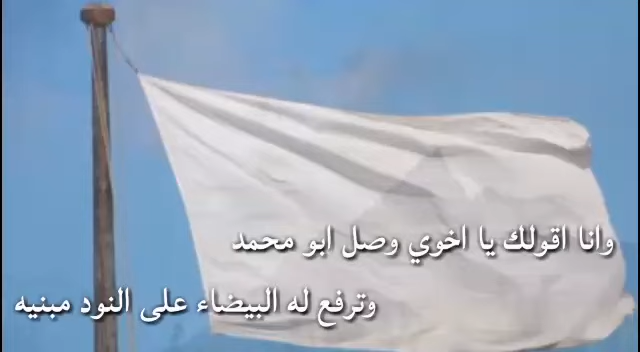 وانا اقولك يا اخوي وصل ابو محمد
وترفع له البيضاء على النود مبنيه